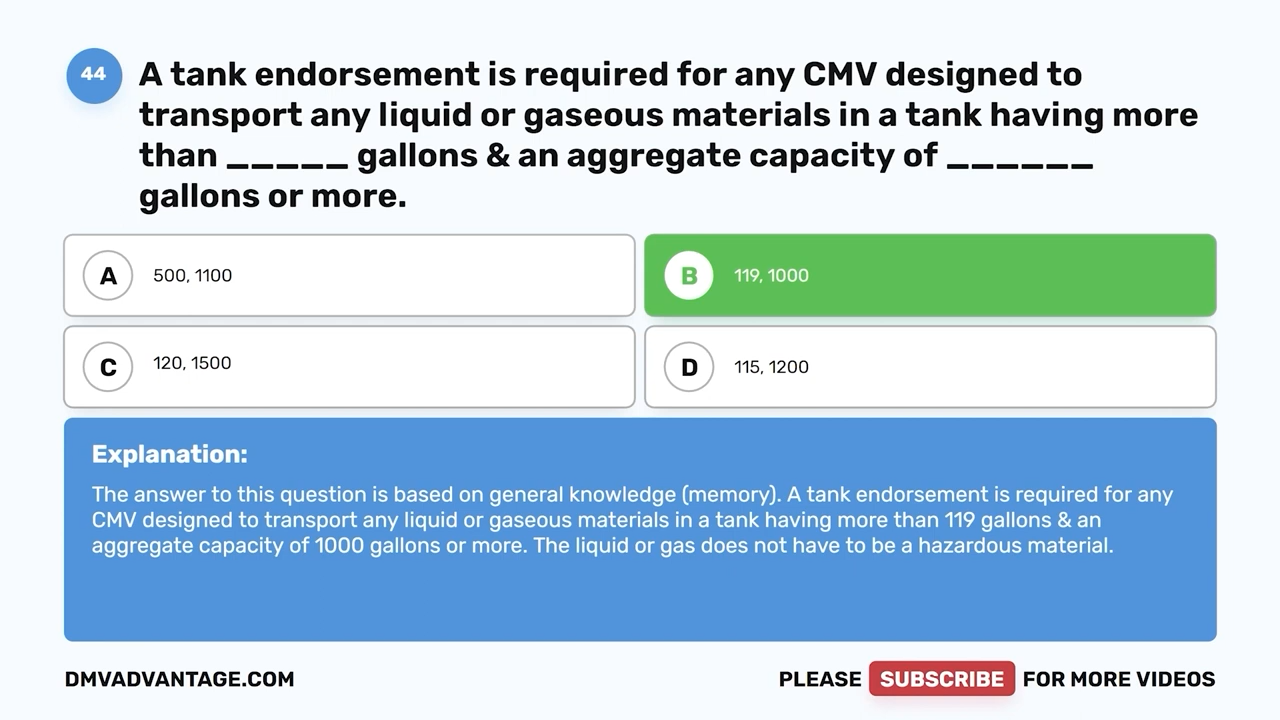 44
A tank endorsement is required for any CMV designed to
transport any liquid or gaseous materials in a tank having more
than _____ gallons & an aggregate capacity of ______
gallons or more.
A 500, 1100
B 119, 1000
C 120, 1500
D 115, 1200
Explanation:
The answer to this question is based on general knowledge (memory). A tank endorsement is required for any
CMV designed to transport any liquid or gaseous materials in a tank having more than 119 gallons & an
aggregate capacity of 1000 gallons or more. The liquid or gas does not have to be a hazardous material.
DMVADVANTAGE.COM
PLEASE SUBSCRIBE FOR MORE VIDEOS